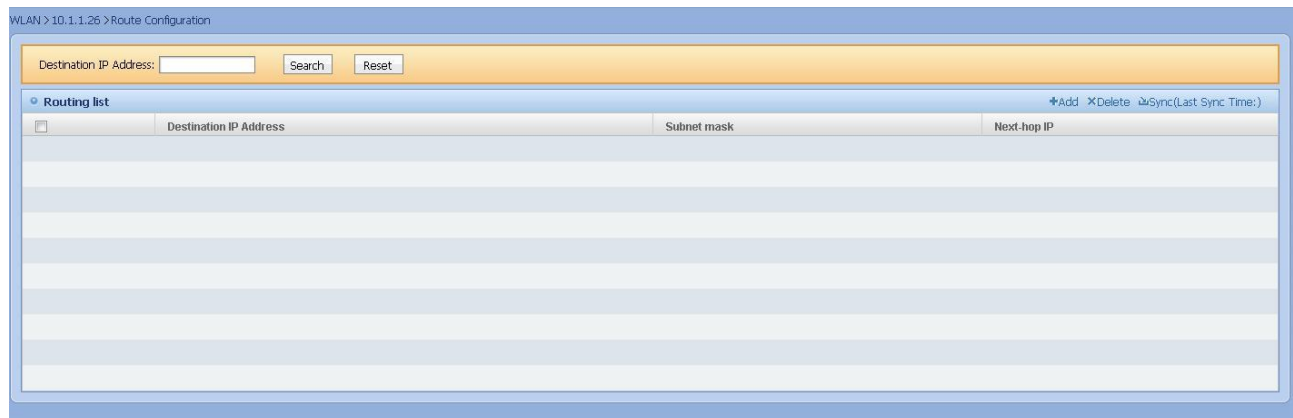 WLAN > 10.1.1.26 > Route Configuration
Destination IP Address: Search Reset
Routing list +Add ×Delete Sync(Last Sync Time:)
Destination IP Address Subnet mask Next-hop IP